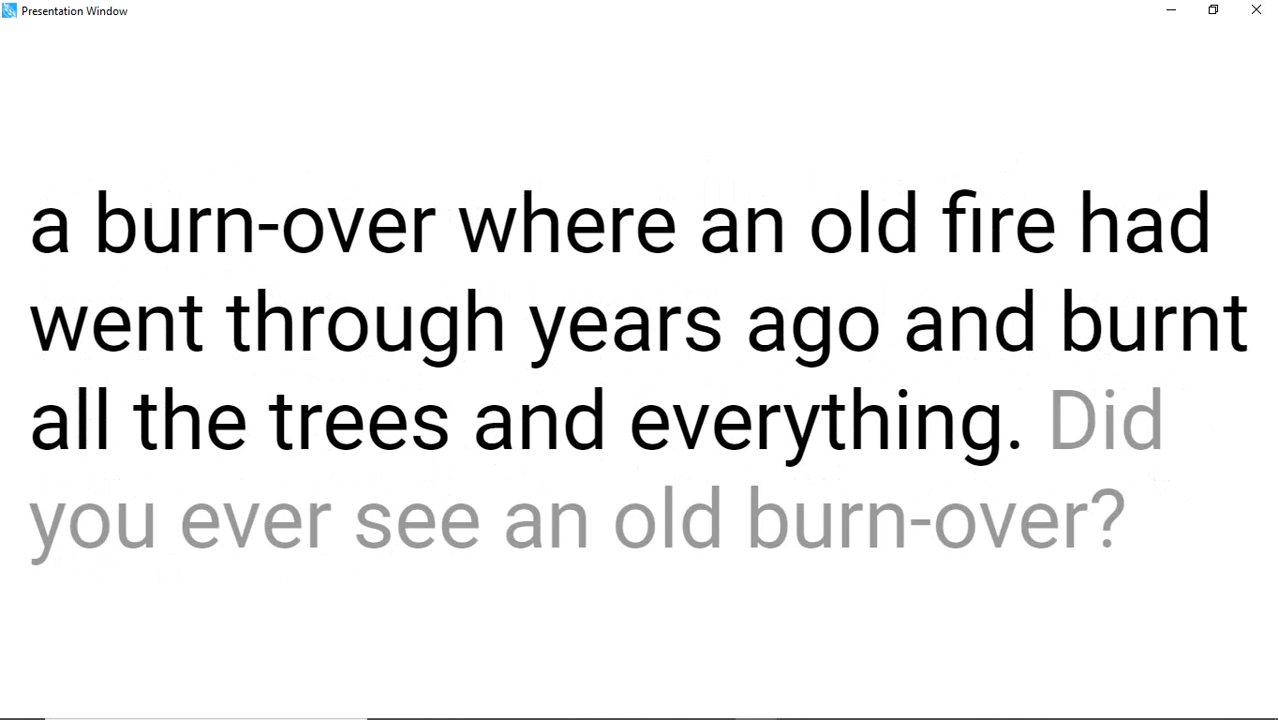 Presentation Window
a burn-over where an old fire had
went through years ago and burnt
all the trees and everything. Did
you ever see an old burn-over?